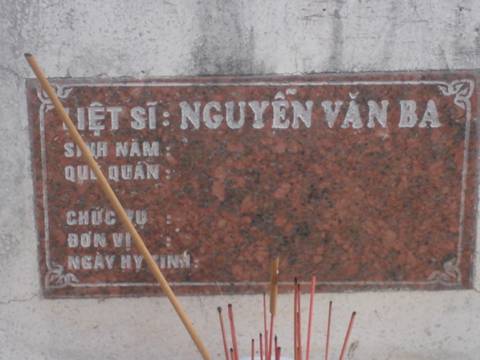 LIỆT SĨ: NGUYỄN VĂN BA
SINH NĂM :
QUÊ QUÁN :
CHỨC VỤ :
ĐƠN VỊ :
NGÀY HY SINH :